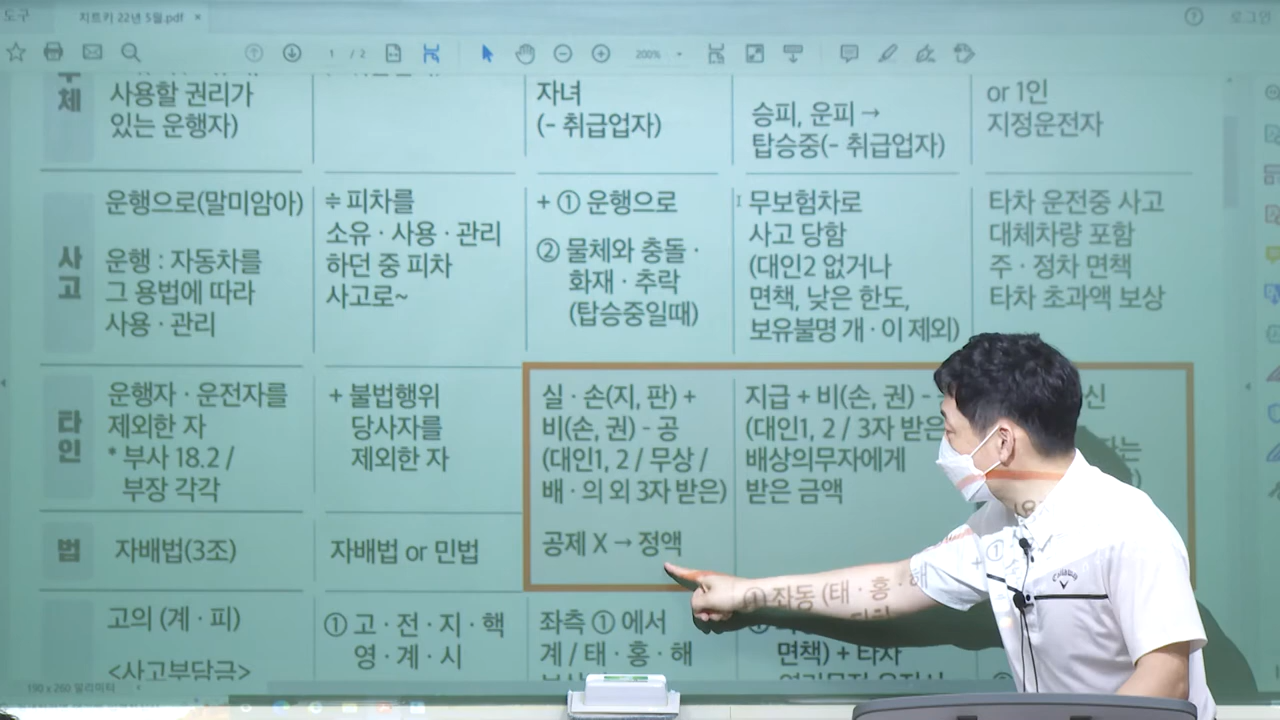 도구
지트키 22년 5월.pdf ×
로그인
1 / 2
200%
체
사용할 권리가
있는 운행자)
자녀
(- 취급업자)
승피, 운피 →
탑승중(- 취급업자)
or 1인
지정운전자
사고
운행으로(말미암아)
운행 : 자동차를
그 용법에 따라
사용 · 관리
≑ 피차를
소유 · 사용 · 관리
하던 중 피차
사고로~
+ ① 운행으로
② 물체와 충돌 ·
화재 · 추락
(탑승중일때)
무보험차로
사고 당함
(대인2 없거나
면책, 낮은 한도,
보유불명 개 · 이 제외)
타차 운전중 사고
대체차량 포함
주 · 정차 면책
타차 초과액 보상
타인
운행자 · 운전자를
제외한 자
* 부사 18.2 /
부장 각각
+ 불법행위
당사자를
제외한 자
실 · 손(지, 판) +
비(손, 권) - 공
(대인1, 2 / 무상 /
배 · 의 외 3자 받은)
공제 X → 정액
지급 + 비(손, 권) -
(대인1, 2 / 3자 받은
배상의무자에게
받은 금액
신
는
법
자배법(3조)
자배법 or 민법
고의 (계 · 피)
<사고부담금>
① 고 · 전 · 지 · 핵
영 · 계 · 시
좌측 ① 에서
계 / 태 · 홍 · 해
① 좌동 (태 · 홍 · 해
면책) + 타차
190 x 260 밀리미터
Callaway